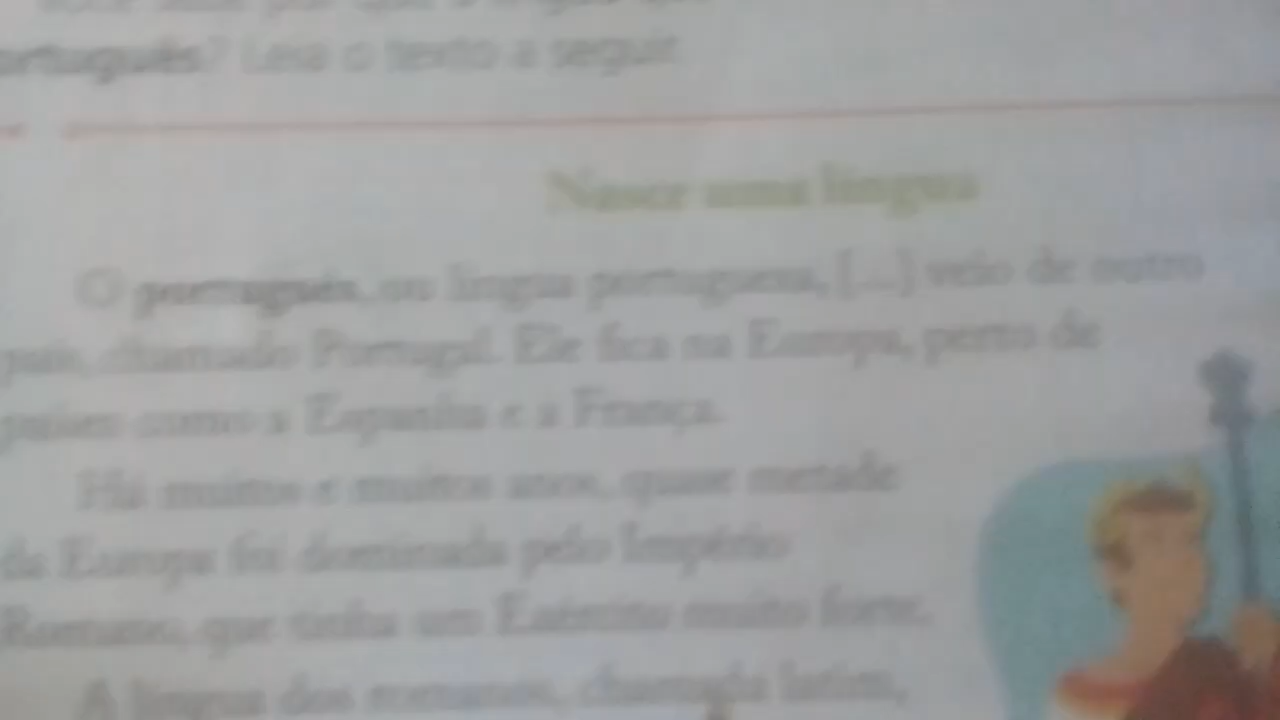 português? Leia o texto a seguir.
Nasce uma língua
O português, ou língua portuguesa, [...] veio de outro
país, chamado Portugal. Ele fica na Europa, perto de
países como a Espanha e a França.
Há muitos e muitos anos, quase metade
da Europa foi dominada pelo Império
Romano, que tinha um Exército muito forte.
A língua dos romanos, chamada latim,